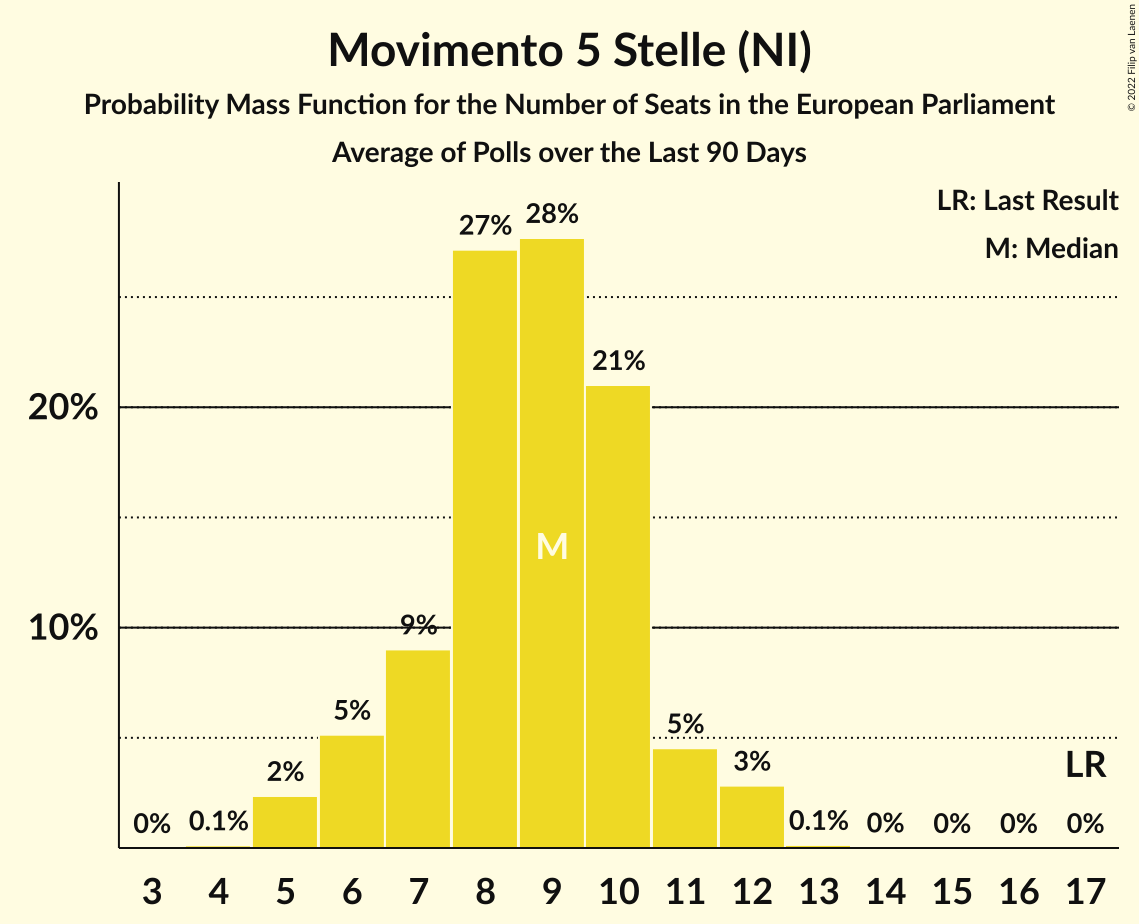 Movimento 5 Stelle (NI)
Probability Mass Function for the Number of Seats in the European Parliament
Average of Polls over the Last 90 Days
© 2022 Filip van Laenen
LR: Last Result
M: Median
27%
28%
21%
20%
M
10%
9%
5%
5%
2%
3%
LR
0%
0.1%
0.1%
0%
0%
0%
0%
3 4 5 6 7 8 9 10 11 12 13 14 15 16 17